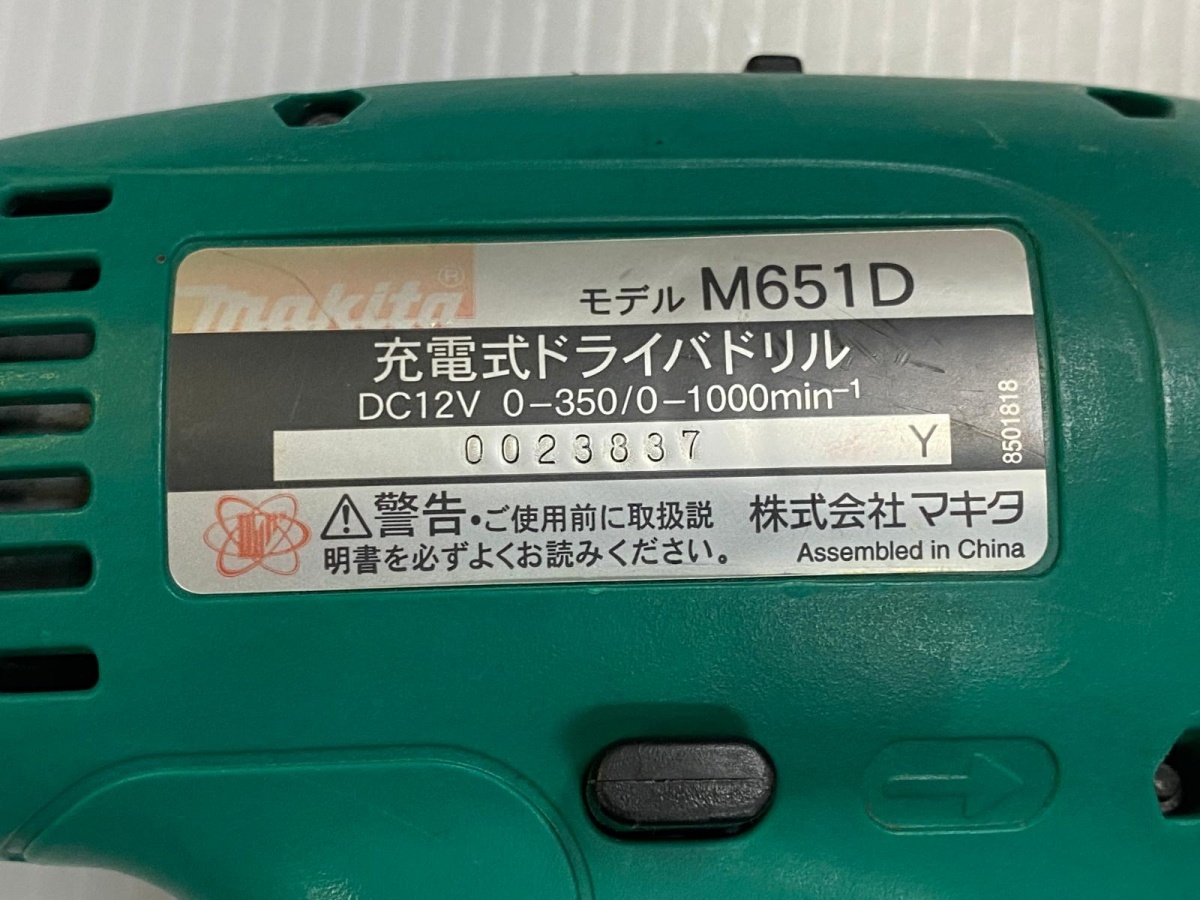 makita®
モデル M651D
充電式ドライバドリル
DC12V 0-350/0-1000min⁻¹
0023837 Y
8501818
⚠警告・ご使用前に取扱説
明書を必ずよくお読みください。
株式会社マキタ
Assembled in China